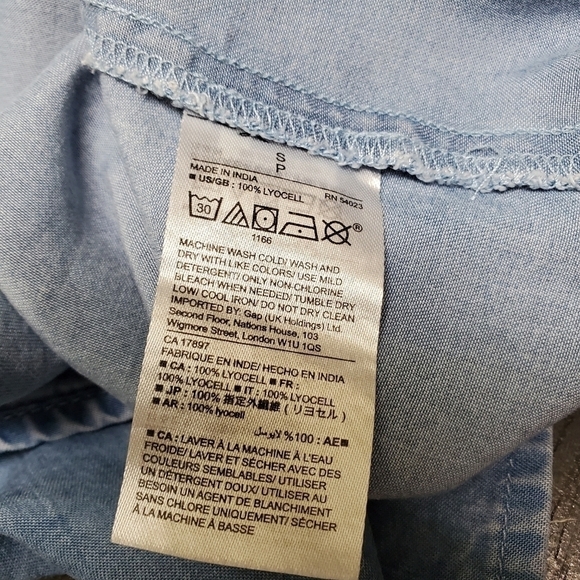 S
P
MADE IN INDIA RN 54023
■ US/GB : 100% LYOCELL
30 ®
1166
MACHINE WASH COLD/ WASH AND
DRY WITH LIKE COLORS/ USE MILD
DETERGENT/ ONLY NON-CHLORINE
BLEACH WHEN NEEDED/ TUMBLE DRY
LOW/ COOL IRON/ DO NOT DRY CLEAN
IMPORTED BY: Gap (UK Holdings) Ltd.
Second Floor, Nations House, 103
Wigmore Street, London W1U 1QS
CA 17897
FABRIQUE EN INDE/ HECHO EN INDIA
■ CA : 100% LYOCELL ■ FR :
100% LYOCELL ■ IT : 100% LYOCELL
■ JP : 100% 指定外繊維 (リヨセル)
■ AR : 100% lyocell
■ AE : 100% لايوسل
■ CA : LAVER À LA MACHINE À L'EAU
FROIDE/ LAVER ET SÉCHER AVEC DES
COULEURS SEMBLABLES/ UTILISER
UN DÉTERGENT DOUX/ UTILISER AU
BESOIN UN AGENT DE BLANCHIMENT
SANS CHLORE UNIQUEMENT/ SÉCHER
À LA MACHINE À BASSE